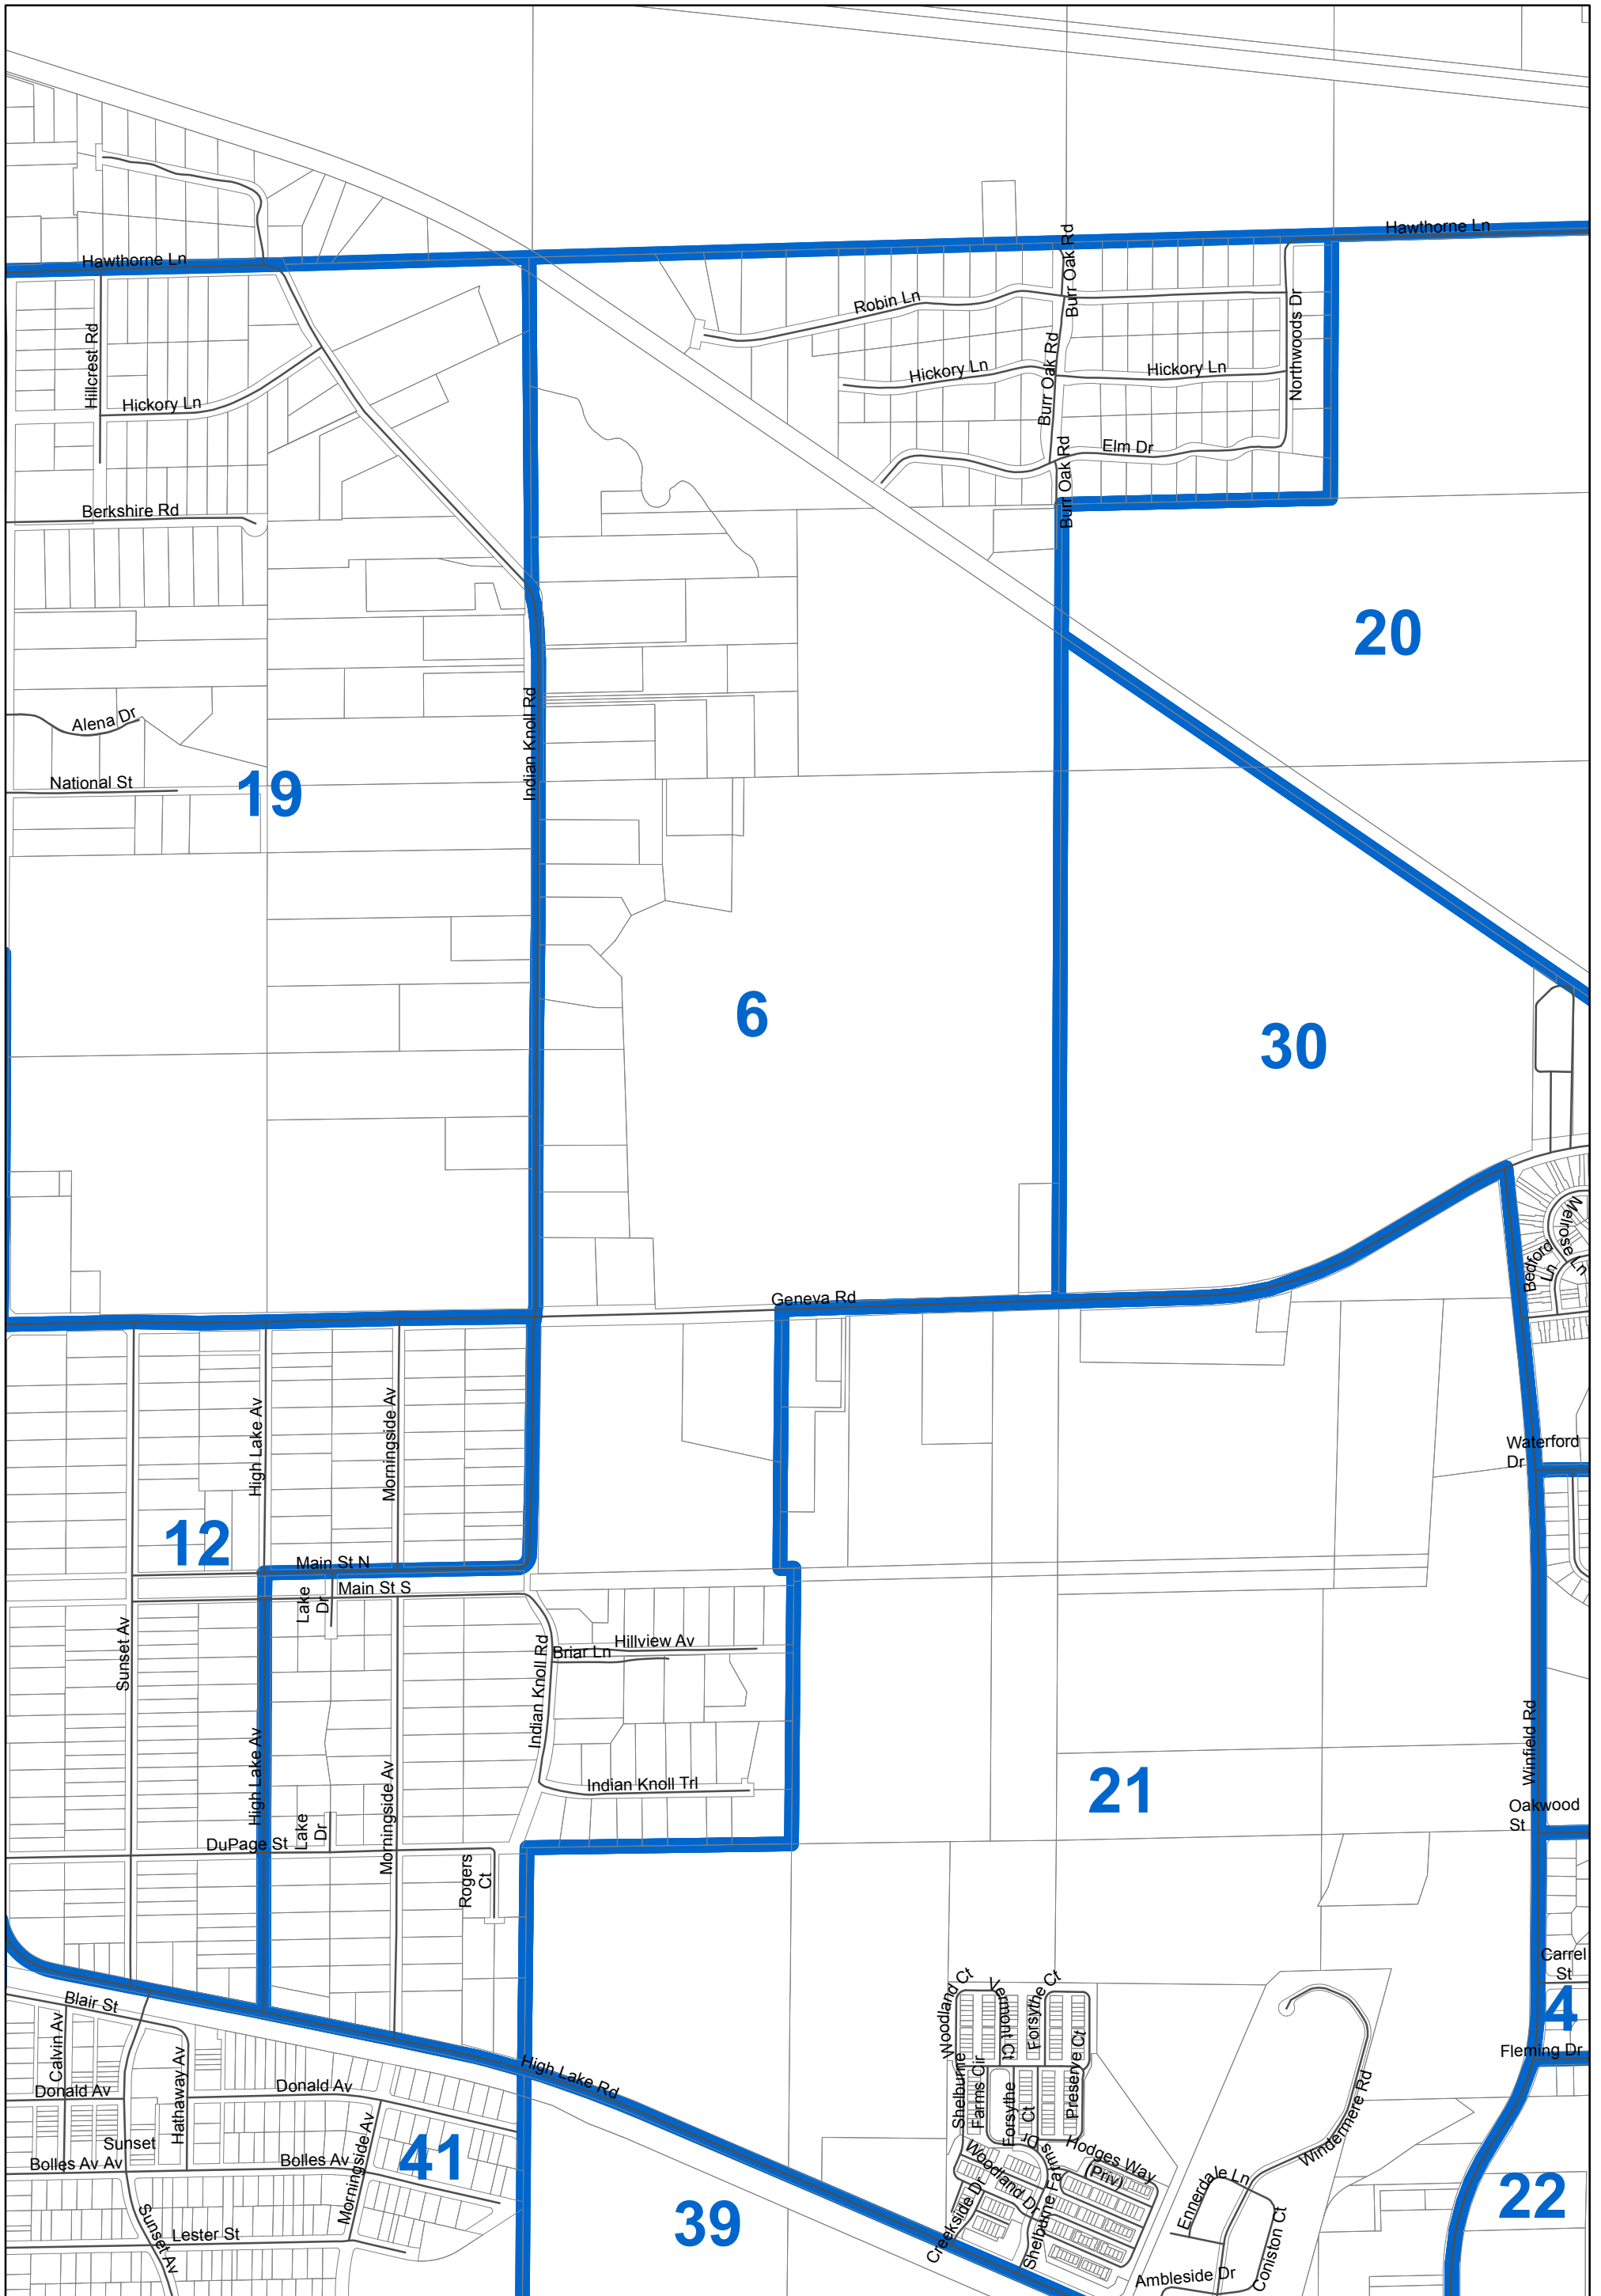 Hawthorne Ln
Burr Oak Rd
Hawthorne Ln
Robin Ln
Burr Oak Rd
Northwoods Dr
Hillcrest Rd
Hickory Ln
Burr Oak Rd
Hickory Ln
Hickory Ln
Elm Dr
Burr Oak Rd
Berkshire Rd
20
Alena Dr
Indian Knoll Rd
National St
19
6
30
Melrose Ln
Bedford
Ln
Geneva Rd
High Lake Av
Morningside Av
Waterford
Dr
12
Main St N
Main St S
Lake
Dr
Sunset Av
Indian Knoll Rd
Hillview Av
Briar Ln
Winfield Rd
High Lake Av
Morningside Av
Indian Knoll Trl
21
Lake
Dr
Oakwood
St
DuPage St
Rogers
Ct
Carrel
St
4
Woodland Ct
Vermont Ct
Forsythe Ct
Blair St
Calvin Av
Hathaway Av
High Lake Rd
Fleming Dr
Donald Av
Donald Av
Shelburne
Farms Cir
Forsythe
Ct
Preserve Ct
Windermere Rd
Sunset
Av
Bolles Av
Bolles Av
Morningside Av
41
Woodland Dr
Hodges Way
(Priv)
Ennerdale Ln
22
Sunset Av
Lester St
39
Creekside Dr
Shelburne Farms Dr
Coniston Ct
Ambleside Dr